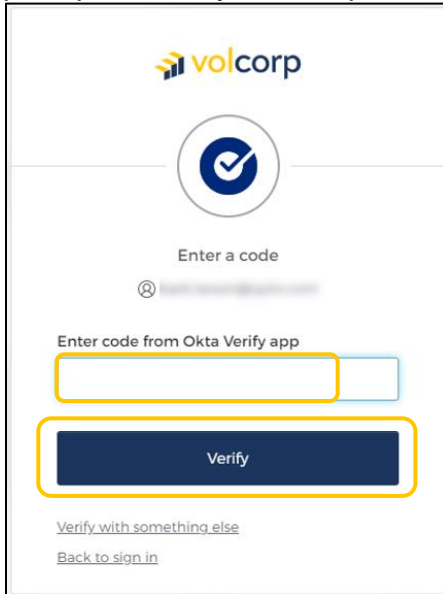 volcorp
Enter a code
Enter code from Okta Verify app
Verify
Verify with something else
Back to sign in